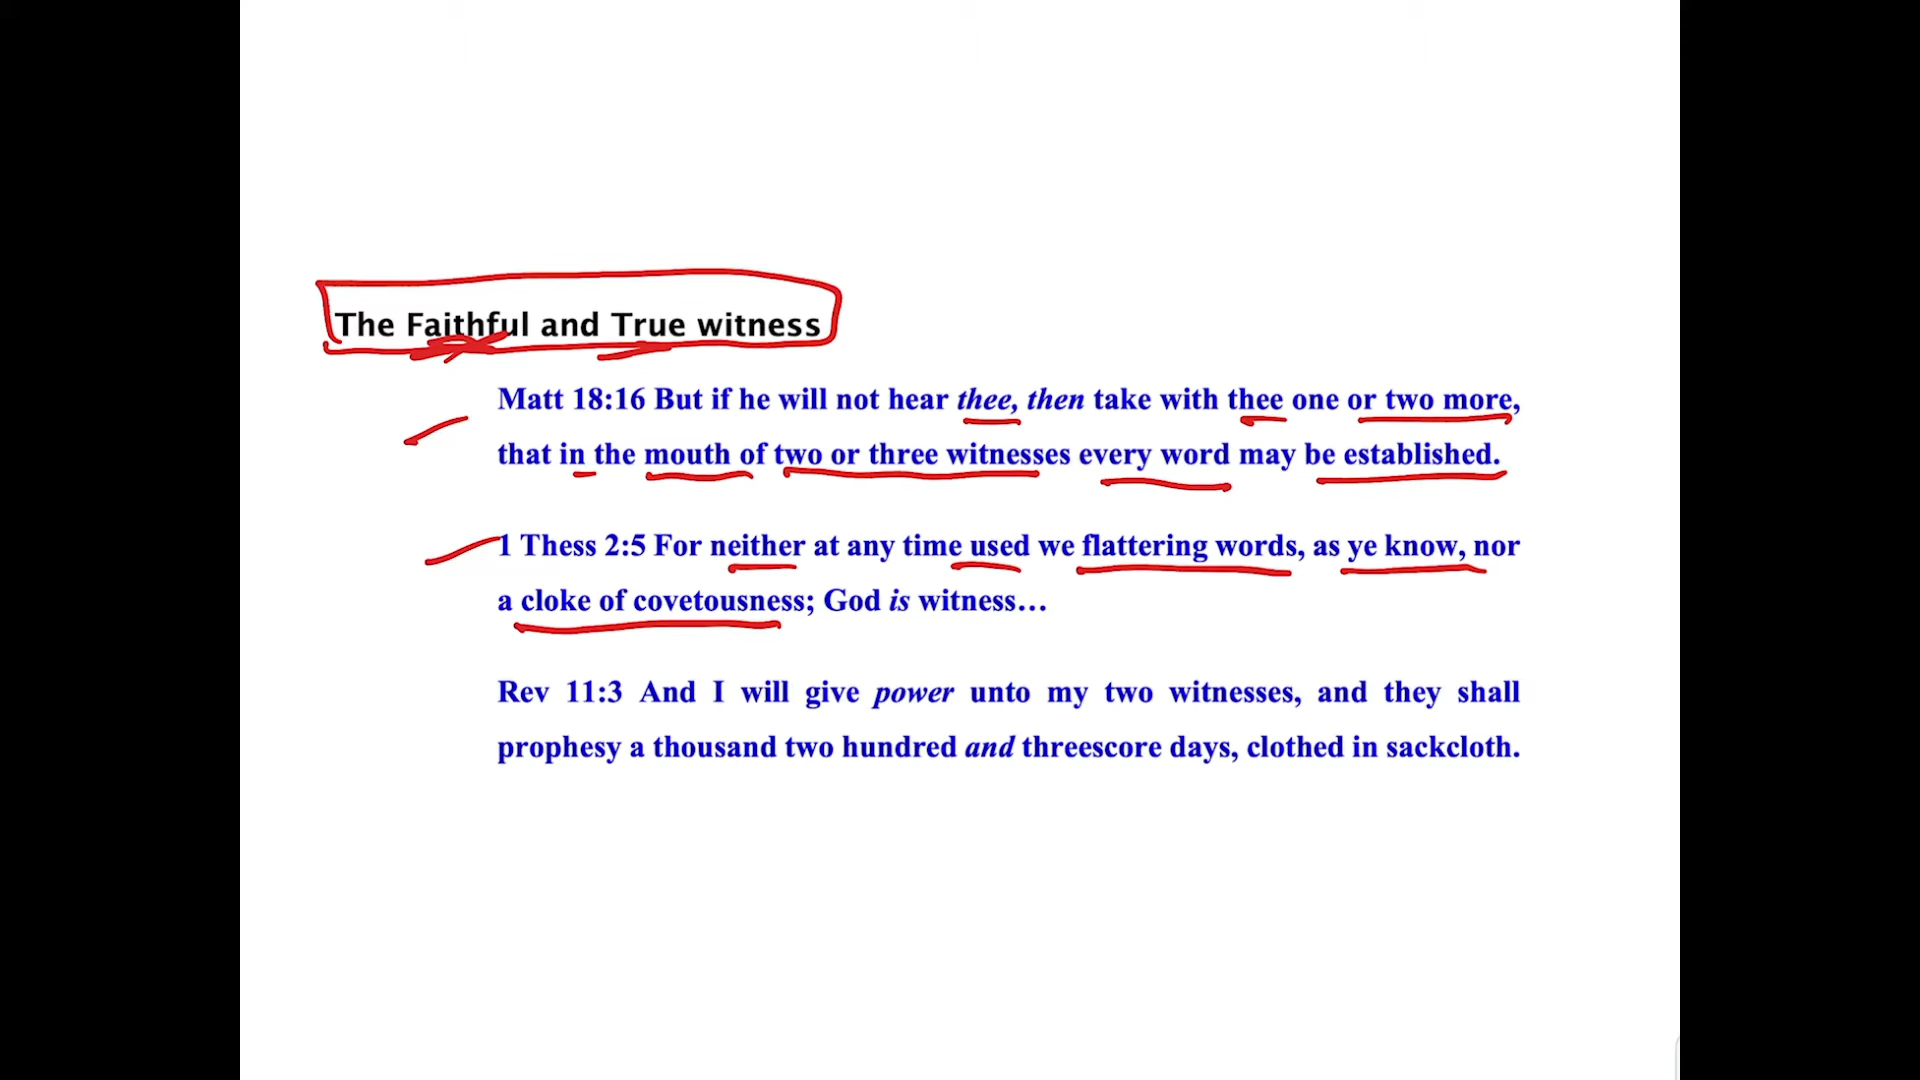 The Faithful and True witness
Matt 18:16 But if he will not hear thee, then take with thee one or two more,
that in the mouth of two or three witnesses every word may be established.
1 Thess 2:5 For neither at any time used we flattering words, as ye know, nor
a cloke of covetousness; God is witness…
Rev 11:3 And I will give power unto my two witnesses, and they shall
prophesy a thousand two hundred and threescore days, clothed in sackcloth.